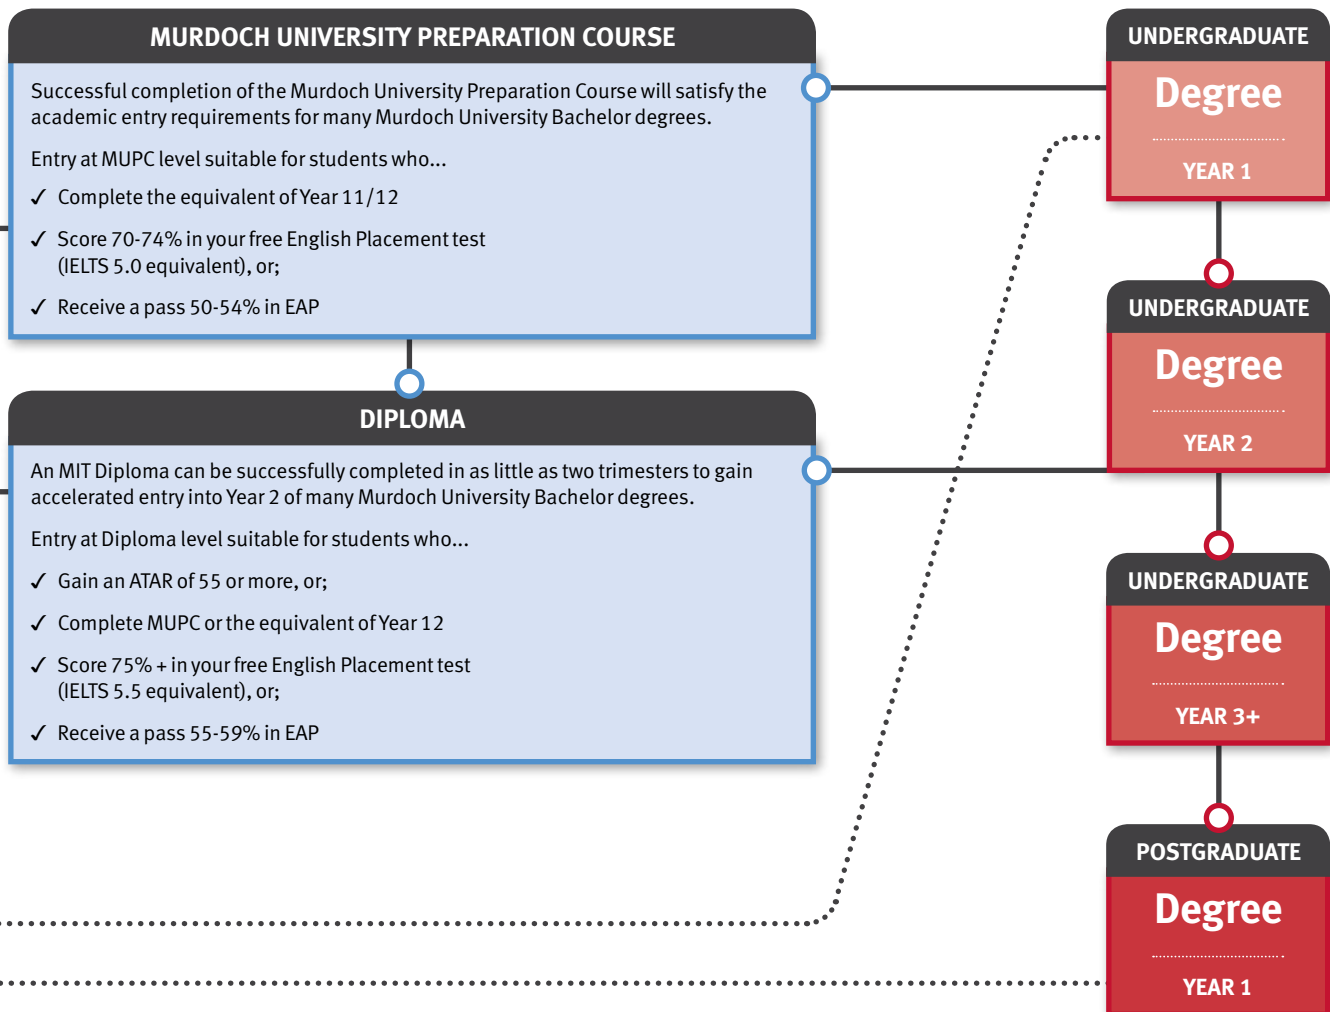 MURDOCH UNIVERSITY PREPARATION COURSE
Successful completion of the Murdoch University Preparation Course will satisfy the
academic entry requirements for many Murdoch University Bachelor degrees.
Entry at MUPC level suitable for students who...
✓ Complete the equivalent of Year 11/12
✓ Score 70-74% in your free English Placement test
(IELTS 5.0 equivalent), or;
✓ Receive a pass 50-54% in EAP
DIPLOMA
An MIT Diploma can be successfully completed in as little as two trimesters to gain
accelerated entry into Year 2 of many Murdoch University Bachelor degrees.
Entry at Diploma level suitable for students who...
✓ Gain an ATAR of 55 or more, or;
✓ Complete MUPC or the equivalent of Year 12
✓ Score 75% + in your free English Placement test
(IELTS 5.5 equivalent), or;
✓ Receive a pass 55-59% in EAP
UNDERGRADUATE
Degree
YEAR 1
UNDERGRADUATE
Degree
YEAR 2
UNDERGRADUATE
Degree
YEAR 3+
POSTGRADUATE
Degree
YEAR 1